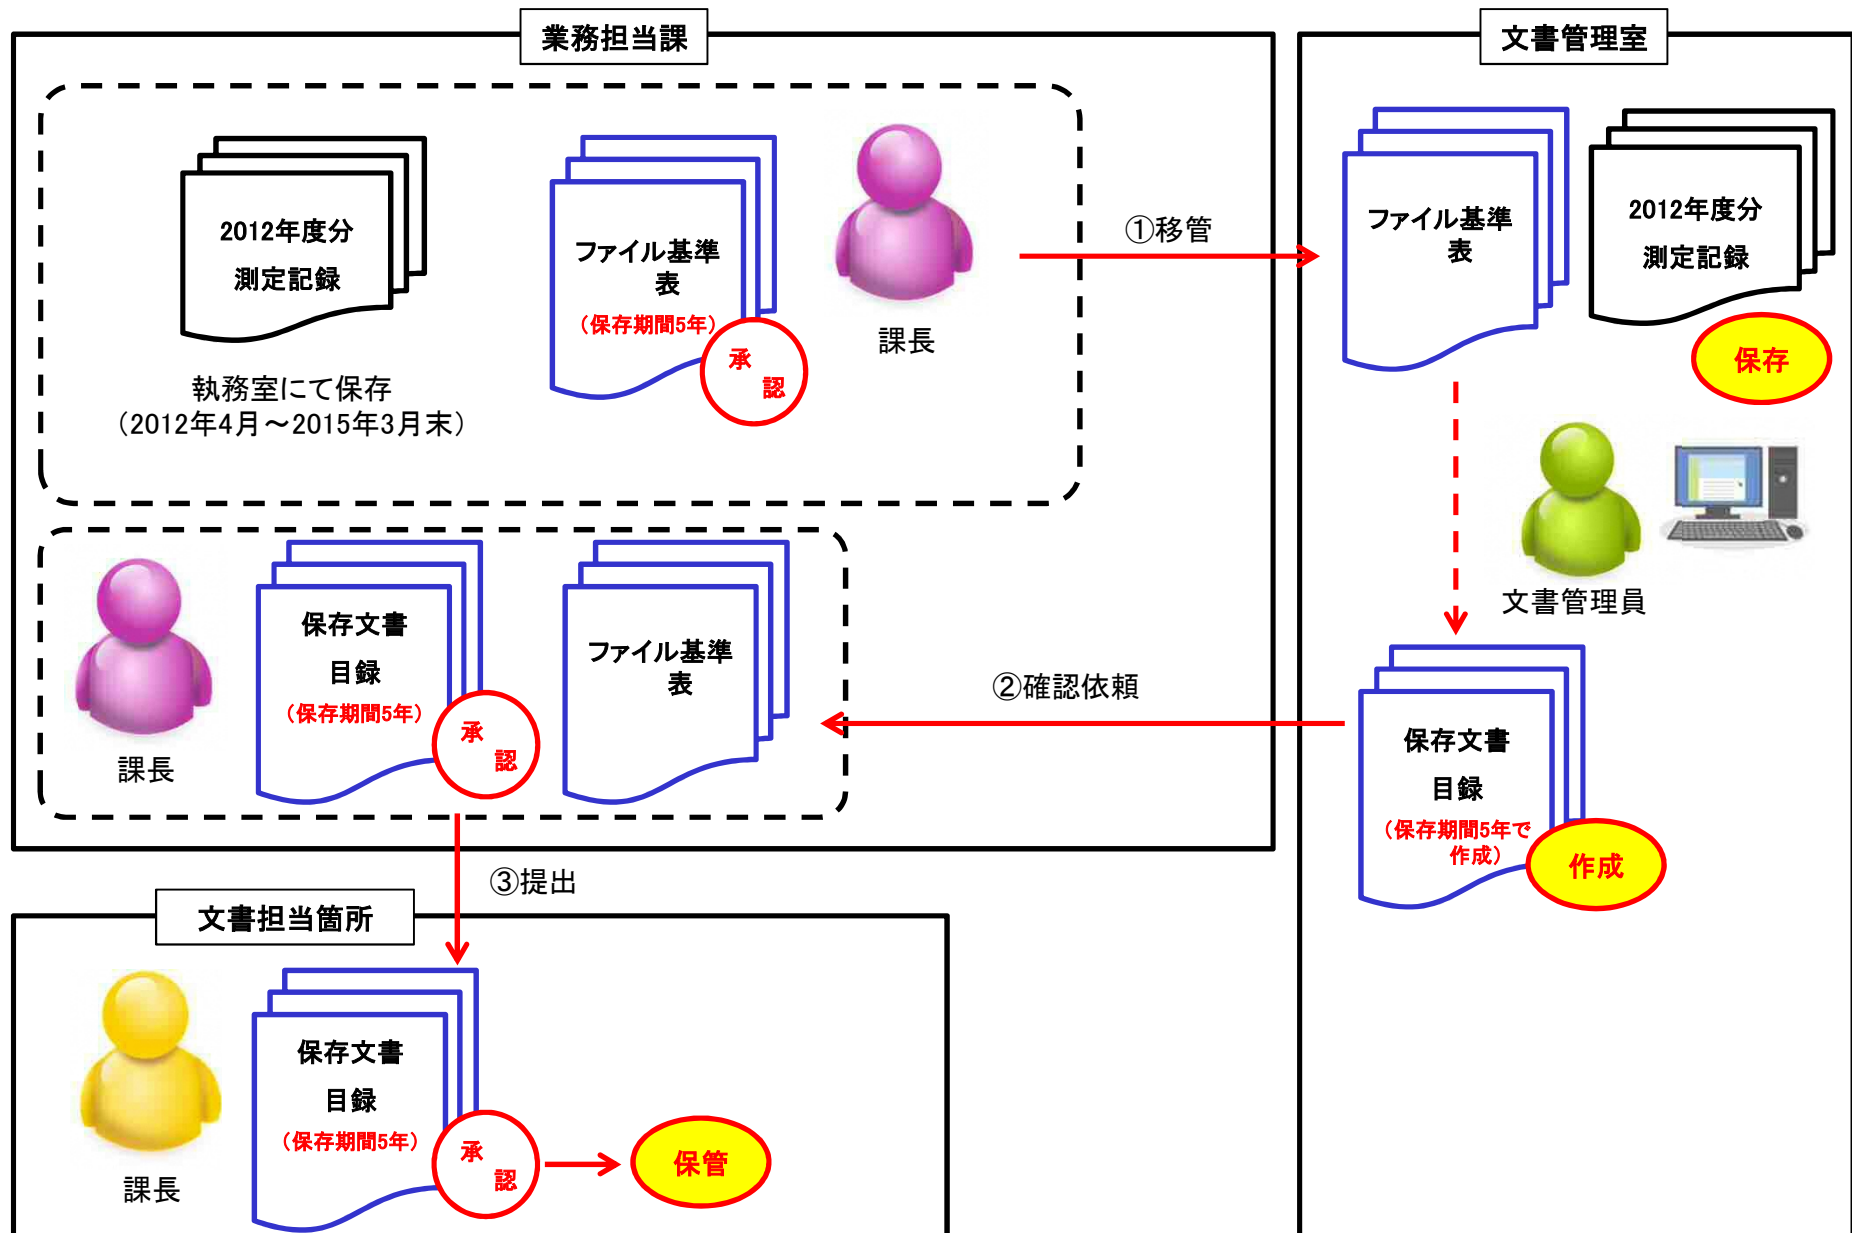 業務担当課
文書管理室
2012年度分
測定記録
ファイル基準
表
（保存期間5年）
承
認
課長
執務室にて保存
（2012年4月～2015年3月末）
①移管
ファイル基準
表
2012年度分
測定記録
保存
文書管理員
課長
保存文書
目録
（保存期間5年）
承
認
ファイル基準
表
②確認依頼
保存文書
目録
（保存期間5年で
作成）
作成
③提出
文書担当箇所
課長
保存文書
目録
（保存期間5年）
承
認
保管